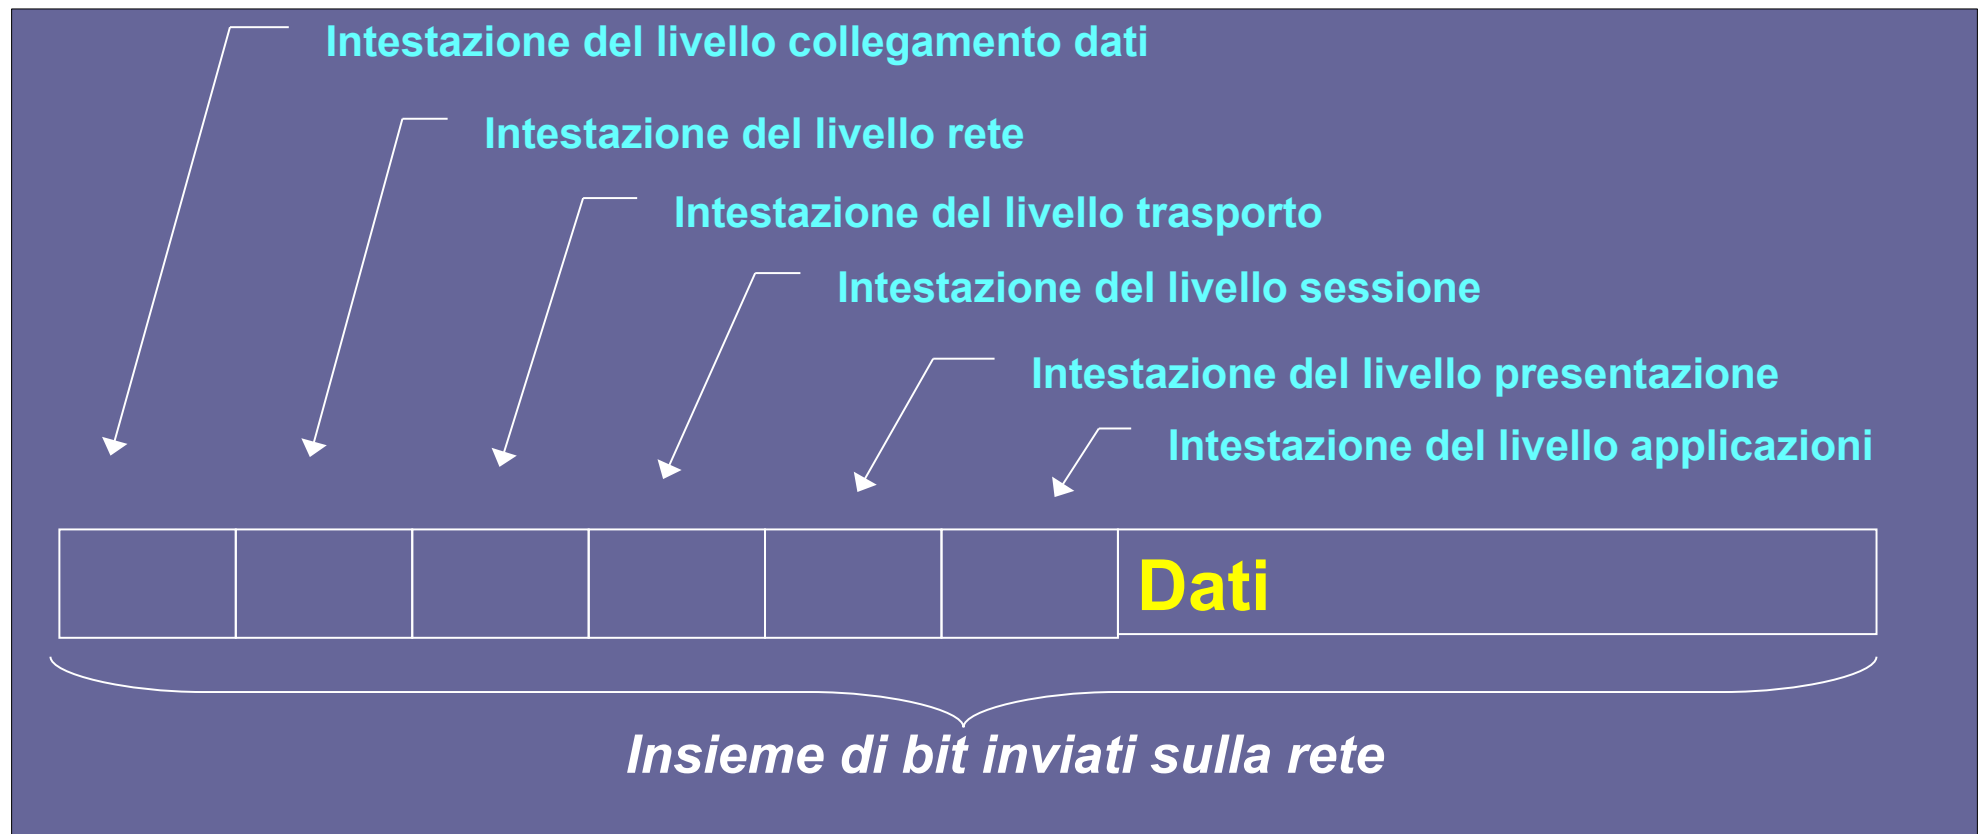 Intestazione del livello collegamento dati
Intestazione del livello rete
Intestazione del livello trasporto
Intestazione del livello sessione
Intestazione del livello presentazione
Intestazione del livello applicazioni
Dati
Insieme di bit inviati sulla rete